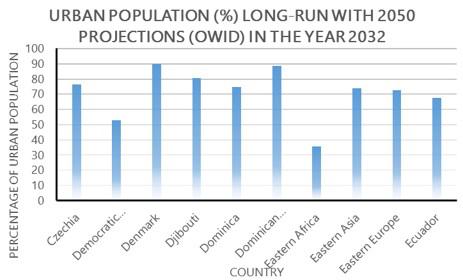 URBAN POPULATION (%) LONG-RUN WITH 2050
PROJECTIONS (OWID) IN THE YEAR 2032
PERCENTAGE OF URBAN POPULATION
100
90
80
70
60
50
40
30
20
10
0
Czechia
Democratic...
Denmark
Djibouti
Dominica
Dominican...
Eastern Africa
Eastern Asia
Eastern Europe
Ecuador
COUNTRY